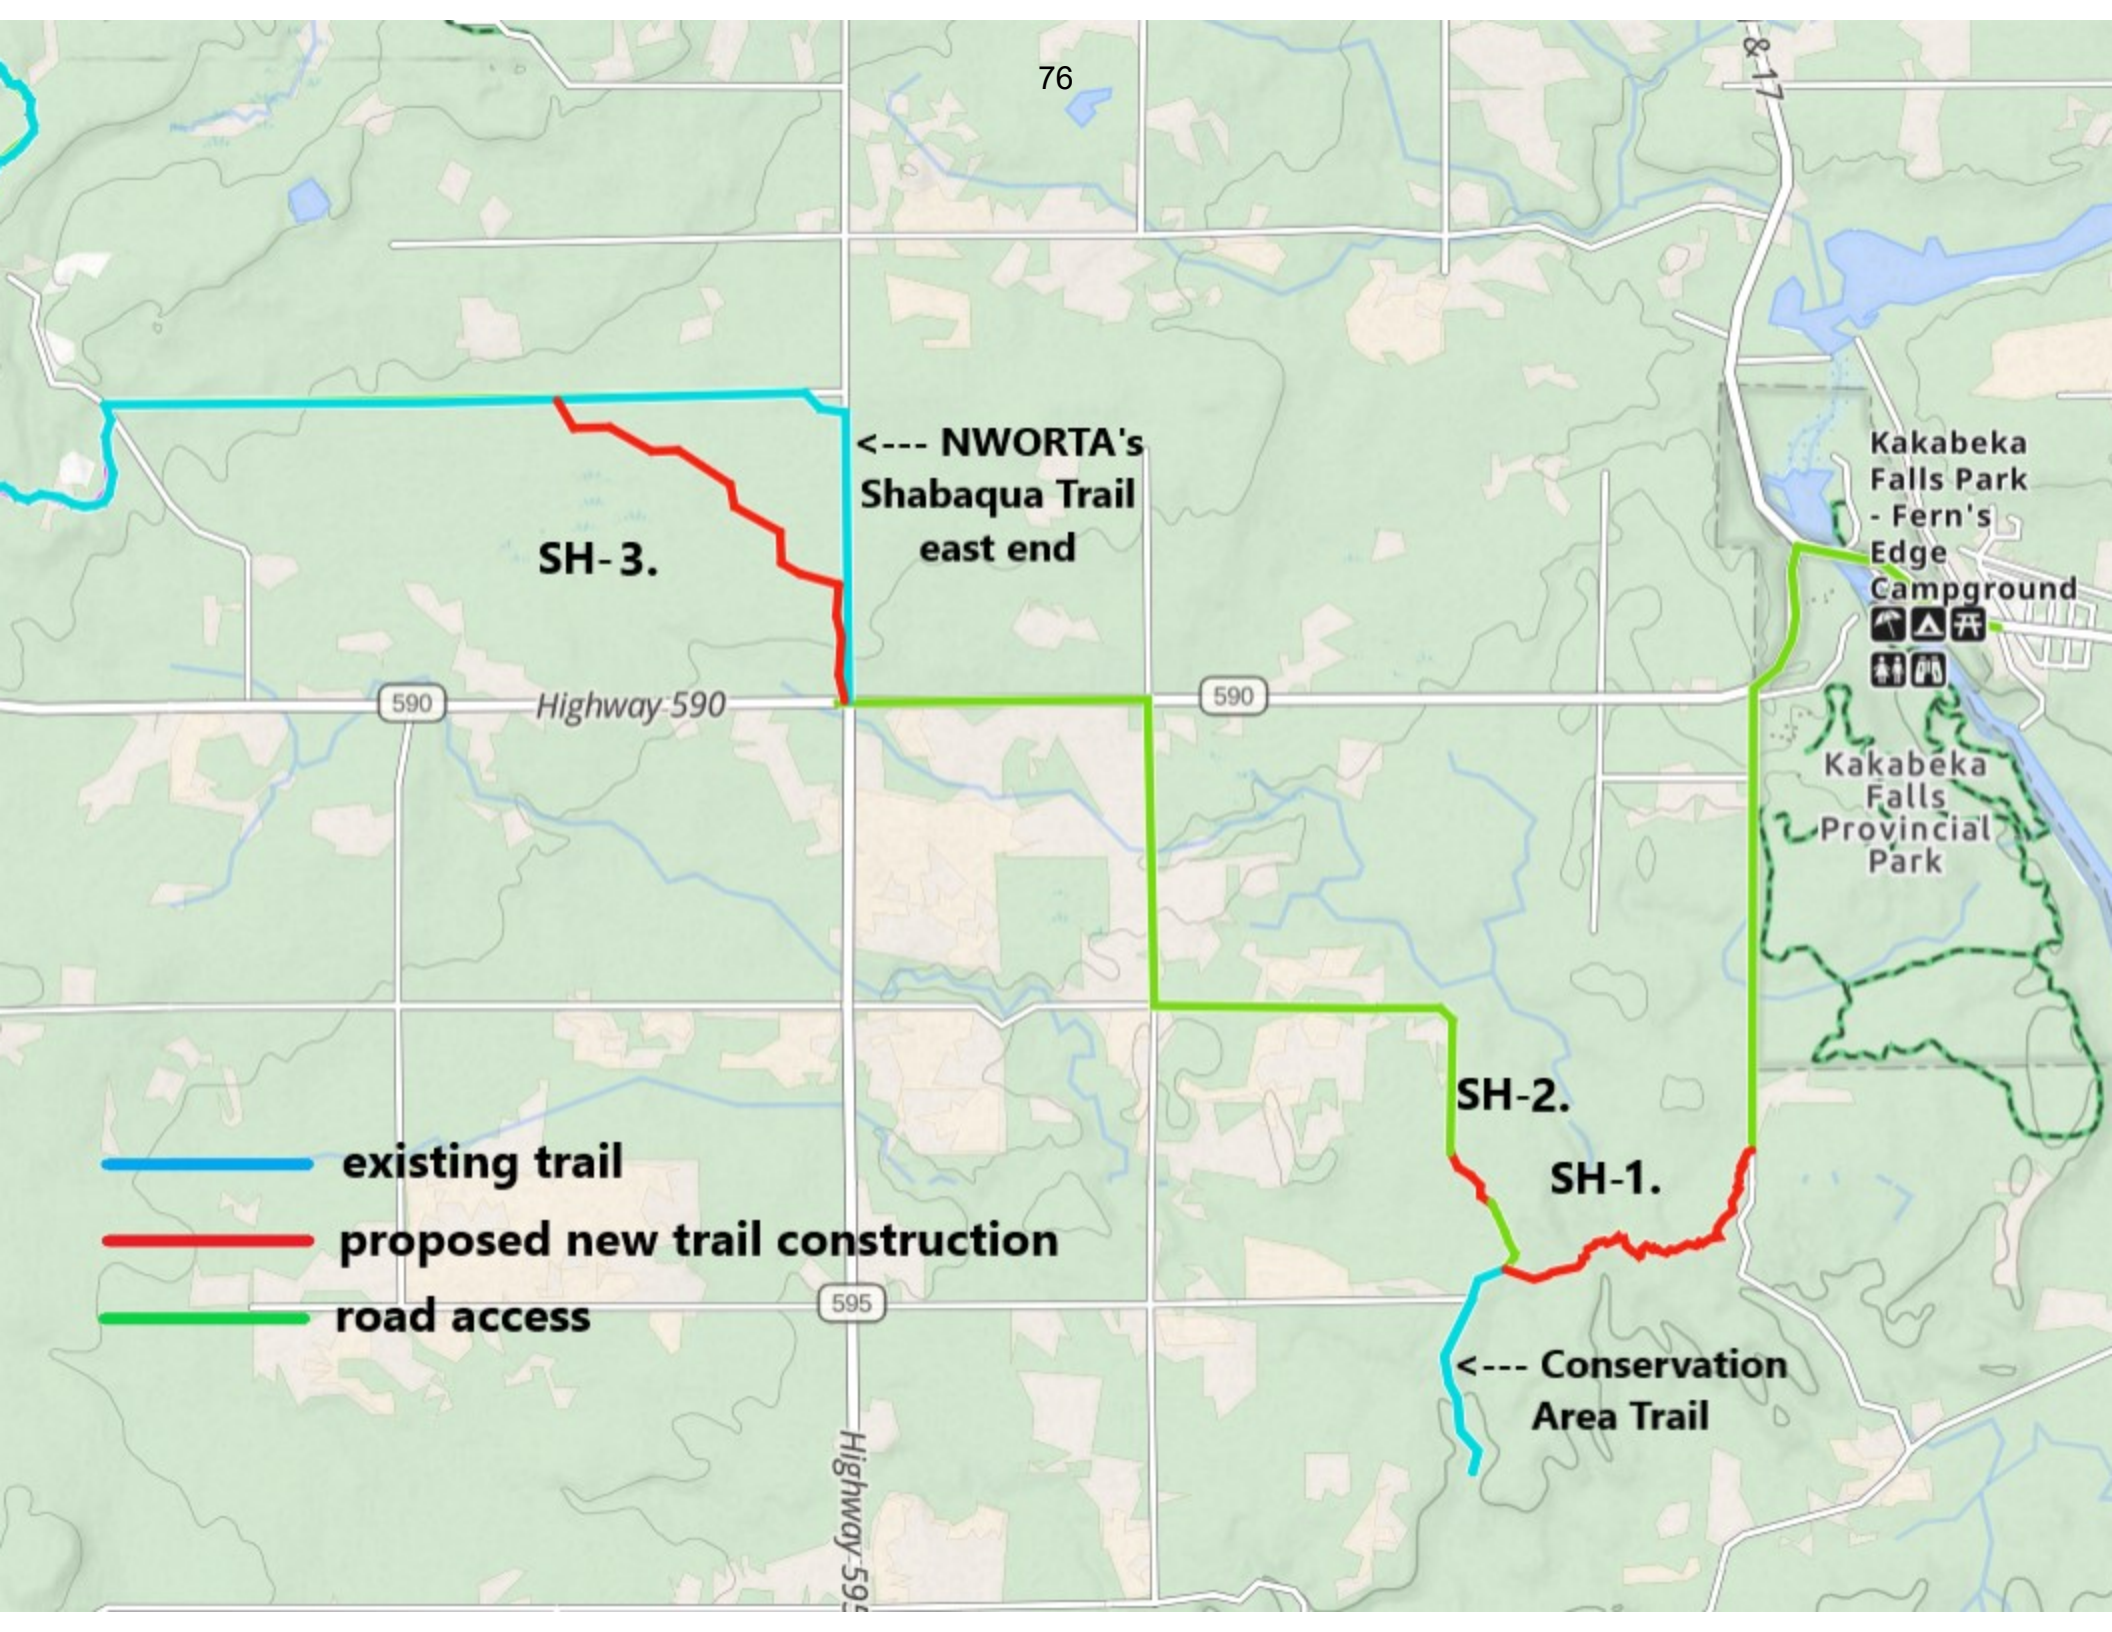 76
& 17
<--- NWORTA's
Shabaqua Trail
east end
Kakabeka
Falls Park
- Fern's
Edge
Campground
SH-3.
590
Highway 590
590
Kakabeka
Falls
Provincial
Park
SH-2.
SH-1.
existing trail
proposed new trail construction
595
road access
<--- Conservation
Area Trail
Highway 595